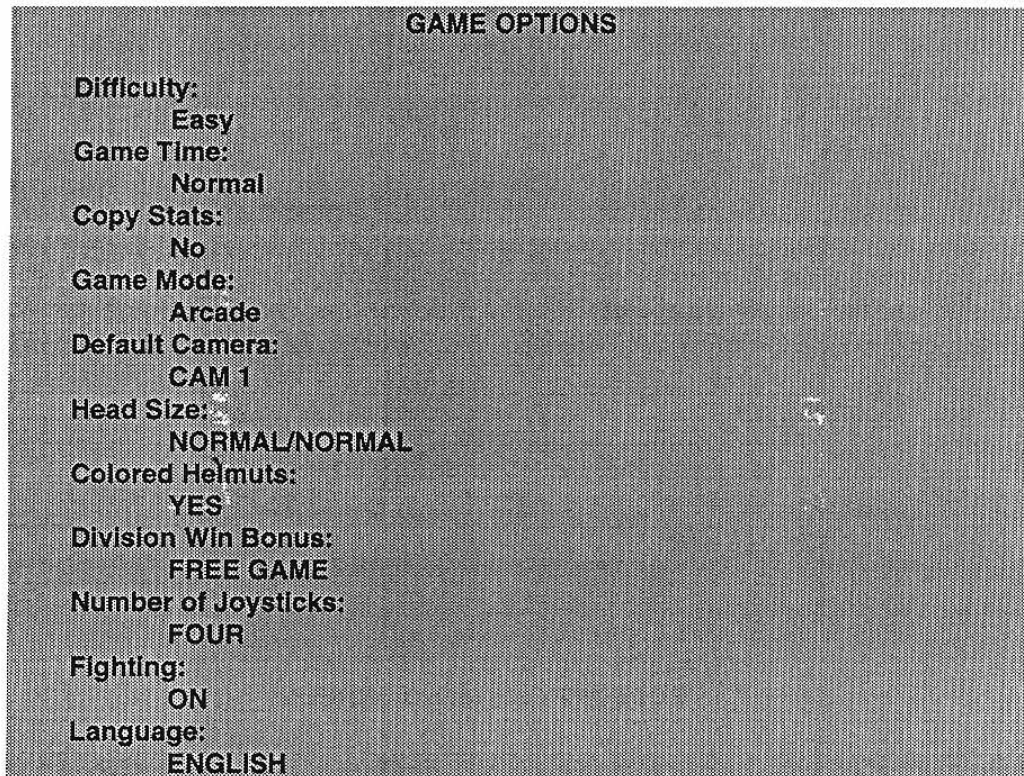 GAME OPTIONS
Difficulty:
Easy
Game Time:
Normal
Copy Stats:
No
Game Mode:
Arcade
Default Camera:
CAM 1
Head Size:
NORMAL/NORMAL
Colored Helmuts:
YES
Division Win Bonus:
FREE GAME
Number of Joysticks:
FOUR
Fighting:
ON
Language:
ENGLISH